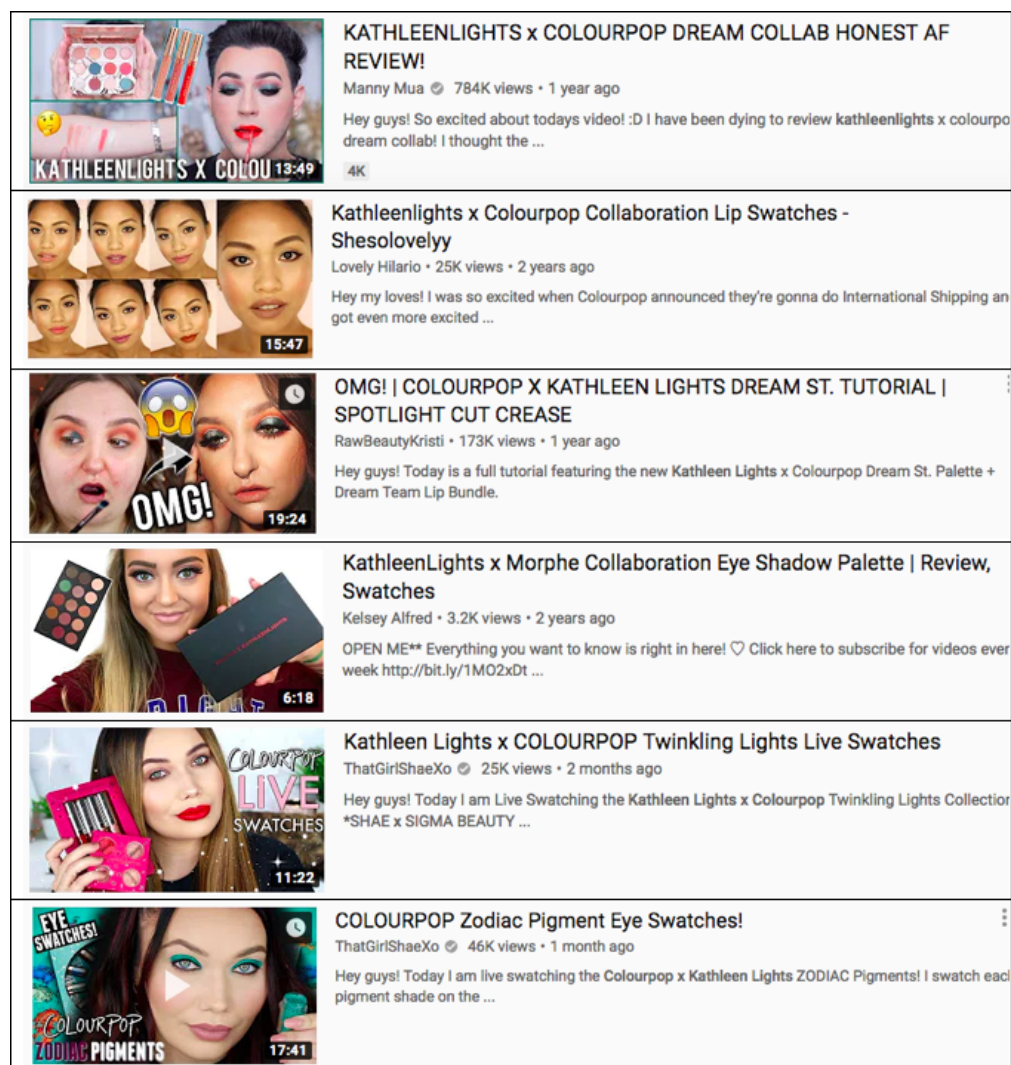 KATHLEENLIGHTS x COLOURPOP DREAM COLLAB HONEST AF
REVIEW!
Manny Mua 784K views • 1 year ago
Hey guys! So excited about todays video! :D I have been dying to review kathleenlights x colourpo
dream collab! I thought the ...
4K
KATHLEENLIGHTS X COLOU 13:49
Kathleenlights x Colourpop Collaboration Lip Swatches -
Shesolovelyy
Lovely Hilario • 25K views • 2 years ago
Hey my loves! I was so excited when Colourpop announced they're gonna do International Shipping an
got even more excited ...
15:47
OMG! | COLOURPOP X KATHLEEN LIGHTS DREAM ST. TUTORIAL |
SPOTLIGHT CUT CREASE
RawBeautyKristi • 173K views • 1 year ago
Hey guys! Today is a full tutorial featuring the new Kathleen Lights x Colourpop Dream St. Palette +
Dream Team Lip Bundle.
OMG!
19:24
KathleenLights x Morphe Collaboration Eye Shadow Palette | Review,
Swatches
Kelsey Alfred • 3.2K views • 2 years ago
OPEN ME** Everything you want to know is right in here! ♡ Click here to subscribe for videos ever
week http://bit.ly/1MO2xDt ...
6:18
Kathleen Lights x COLOURPOP Twinkling Lights Live Swatches
ThatGirlShaeXo 25K views • 2 months ago
Hey guys! Today I am Live Swatching the Kathleen Lights x Colourpop Twinkling Lights Collection
*SHAE x SIGMA BEAUTY ...
COLOURPOP
LIVE
SWATCHES
11:22
COLOURPOP Zodiac Pigment Eye Swatches!
ThatGirlShaeXo 46K views • 1 month ago
Hey guys! Today I am live swatching the Colourpop x Kathleen Lights ZODIAC Pigments! I swatch each
pigment shade on the ...
EYE
SWATCHES!
COLOURPOP
ZODIAC PIGMENTS
17:41